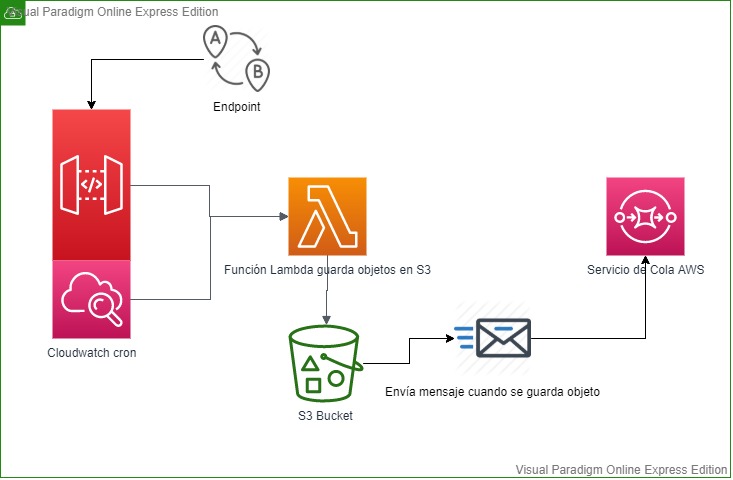 Visual Paradigm Online Express Edition
A
B
Endpoint
</>
Función Lambda guarda objetos en S3
Servicio de Cola AWS
Cloudwatch cron
Envía mensaje cuando se guarda objeto
S3 Bucket
Visual Paradigm Online Express Edition